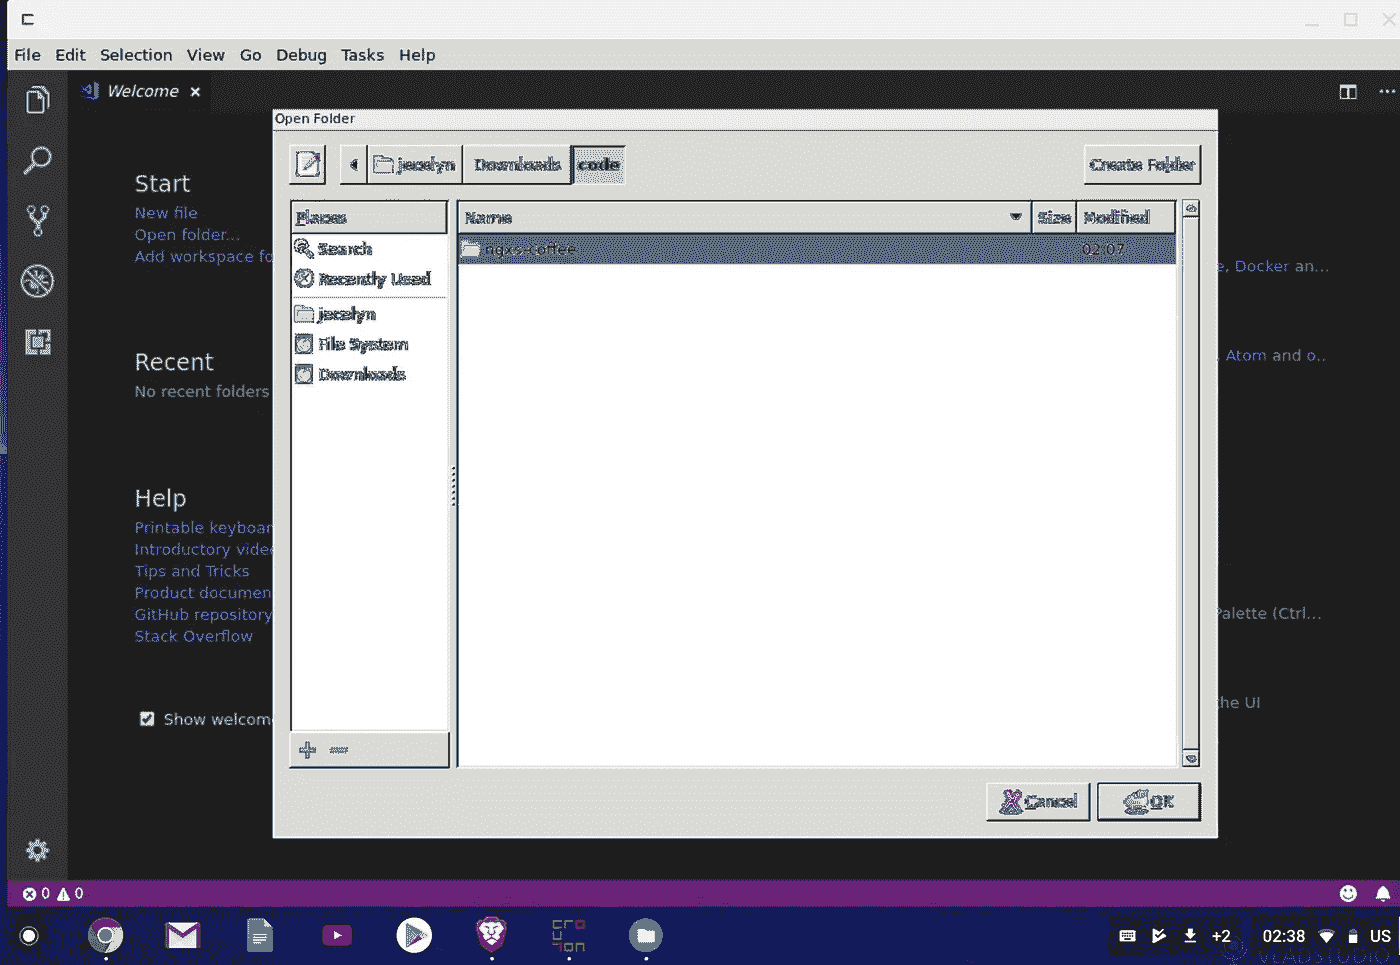 File Edit Selection View Go Debug Tasks Help
Welcome
Open Folder
jocelyn Downloads code Create Folder
Places
Name Size Modified
Search
02:07
Recently Used
jocelyn
File System
Downloads
Start
New file
Open folder...
Add workspace fo
e, Docker an...
Recent
No recent folders
, Atom and o..
Help
Printable keyboar
Introductory vide
Tips and Tricks
Product documen
GitHub repository
Stack Overflow
Palette (Ctrl...
the UI
Show welcome
Cancel OK
0 0
+2 02:38 US
VLADSTUDIO